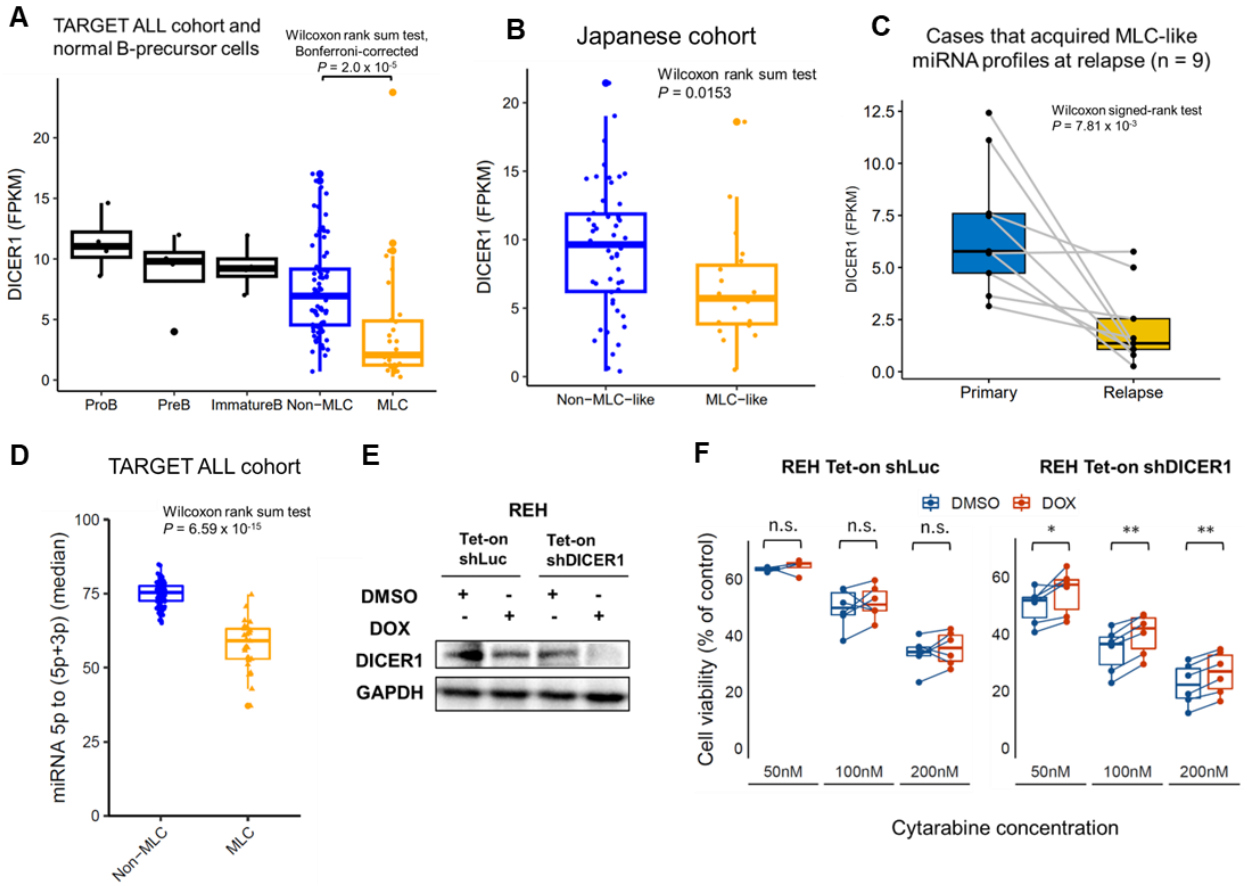 A
TARGET ALL cohort and
normal B-precursor cells
Wilcoxon rank sum test,
Bonferroni-corrected
P = 2.0 x 10-5
DICER1 (FPKM)
20
15
10
5
0
ProB
PreB
ImmatureB
Non-MLC
MLC
B
Japanese cohort
Wilcoxon rank sum test
P = 0.0153
DICER1 (FPKM)
20
15
10
5
0
Non-MLC-like
MLC-like
C
Cases that acquired MLC-like
miRNA profiles at relapse (n = 9)
Wilcoxon signed-rank test
P = 7.81 x 10-3
DICER1 (FPKM)
12.5
10.0
7.5
5.0
2.5
0.0
Primary
Relapse
D
TARGET ALL cohort
Wilcoxon rank sum test
P = 6.59 x 10-15
miRNA 5p to (5p+3p) (median)
100
75
50
25
0
Non-MLC
MLC
E
REH
Tet-on
shLuc
Tet-on
shDICER1
DMSO + - + -
DOX - + - +
DICER1
GAPDH
F
REH Tet-on shLuc
REH Tet-on shDICER1
DMSO
DOX
n.s.
n.s.
n.s.
*
**
**
Cell viability (% of control)
60
40
20
0
60
40
20
0
50nM
100nM
200nM
50nM
100nM
200nM
Cytarabine concentration